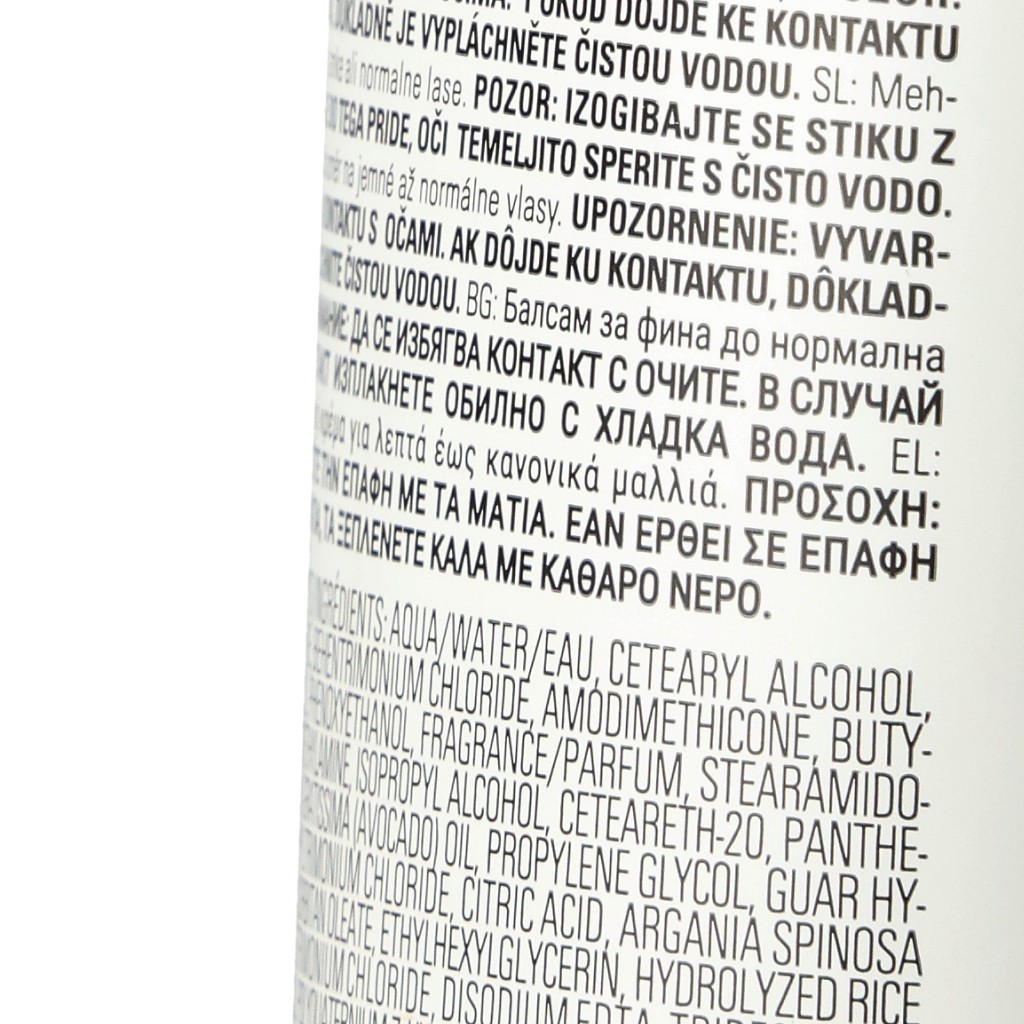 POKUD DOJDE KE KONTAKTU
DŮKLADNĚ JE VYPLÁCHNĚTE ČISTOU VODOU. SL: Meh-
ali normalne lase. POZOR: IZOGIBAJTE SE STIKU Z
TEGA PRIDE, OČI TEMELJITO SPERITE S ČISTO VODO.
na jemné až normálne vlasy. UPOZORNENIE: VYVAR-
KONTAKTU S OČAMI. AK DÔJDE KU KONTAKTU, DÔKLAD-
ČISTOU VODOU. BG: Балсам за фина до нормална
ДА СЕ ИЗБЯГВА КОНТАКТ С ОЧИТЕ. В СЛУЧАЙ
ИЗПЛАКНЕТЕ ОБИЛНО С ХЛАДКА ВОДА. EL:
για λεπτά έως κανονικά μαλλιά. ΠΡΟΣΟΧΗ:
ΤΗΝ ΕΠΑΦΗ ΜΕ ΤΑ ΜΑΤΙΑ. ΕΑΝ ΕΡΘΕΙ ΣΕ ΕΠΑΦΗ
ΤΑ ΞΕΠΛΕΝΕΤΕ ΚΑΛΑ ΜΕ ΚΑΘΑΡΟ ΝΕΡΟ.
INGRÉDIENTS: AQUA/WATER/EAU, CETEARYL ALCOHOL,
BEHENTRIMONIUM CHLORIDE, AMODIMETHICONE, BUTY-
PHENOXYETHANOL, FRAGRANCE/PARFUM, STEARAMIDO-
ISOPROPYL ALCOHOL, CETEARETH-20, PANTHE-
(AVOCADO) OIL, PROPYLENE GLYCOL, GUAR HY-
CHLORIDE, CITRIC ACID, ARGANIA SPINOSA
OLEATE, ETHYLHEXYLGLYCERIN, HYDROLYZED RICE
CHLORIDE, DISODIUM EDTA,